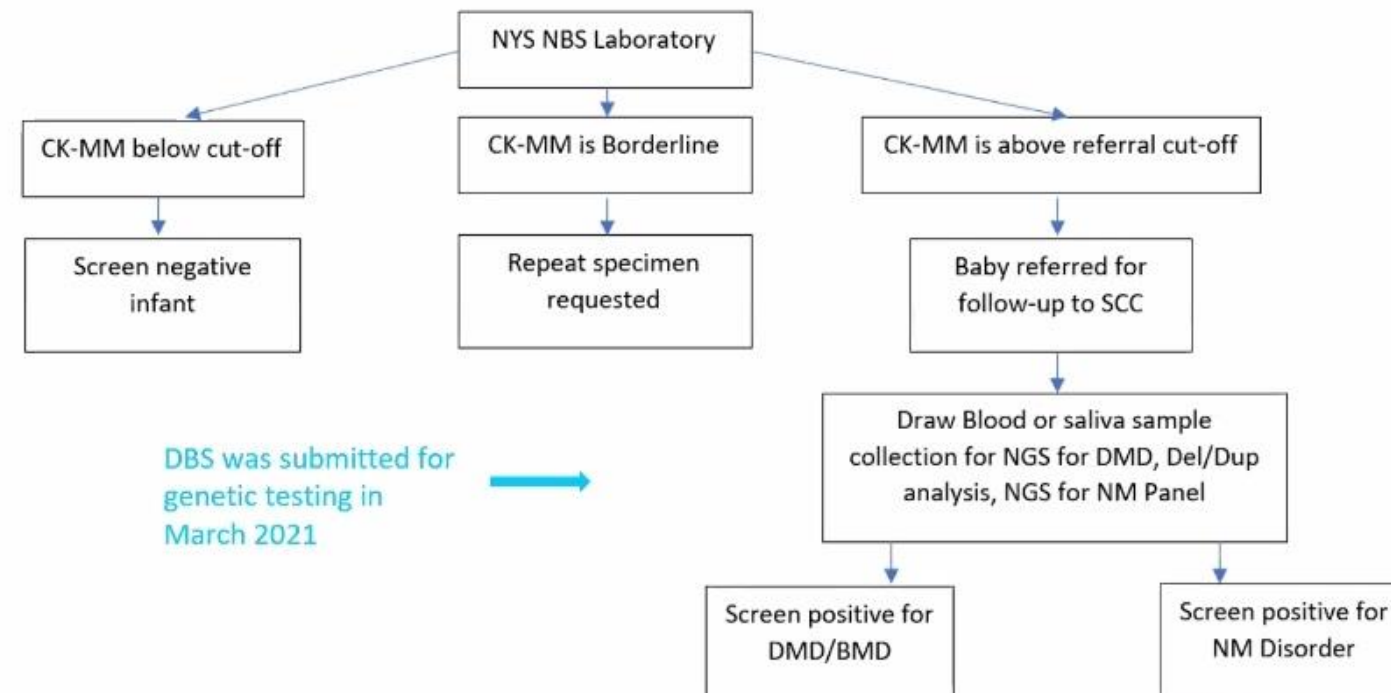 NYS NBS Laboratory
CK-MM below cut-off
CK-MM is Borderline
CK-MM is above referral cut-off
Screen negative
infant
Repeat specimen
requested
Baby referred for
follow-up to SCC
Draw Blood or saliva sample
collection for NGS for DMD, Del/Dup
analysis, NGS for NM Panel
DBS was submitted for
genetic testing in
March 2021
Screen positive for
DMD/BMD
Screen positive for
NM Disorder